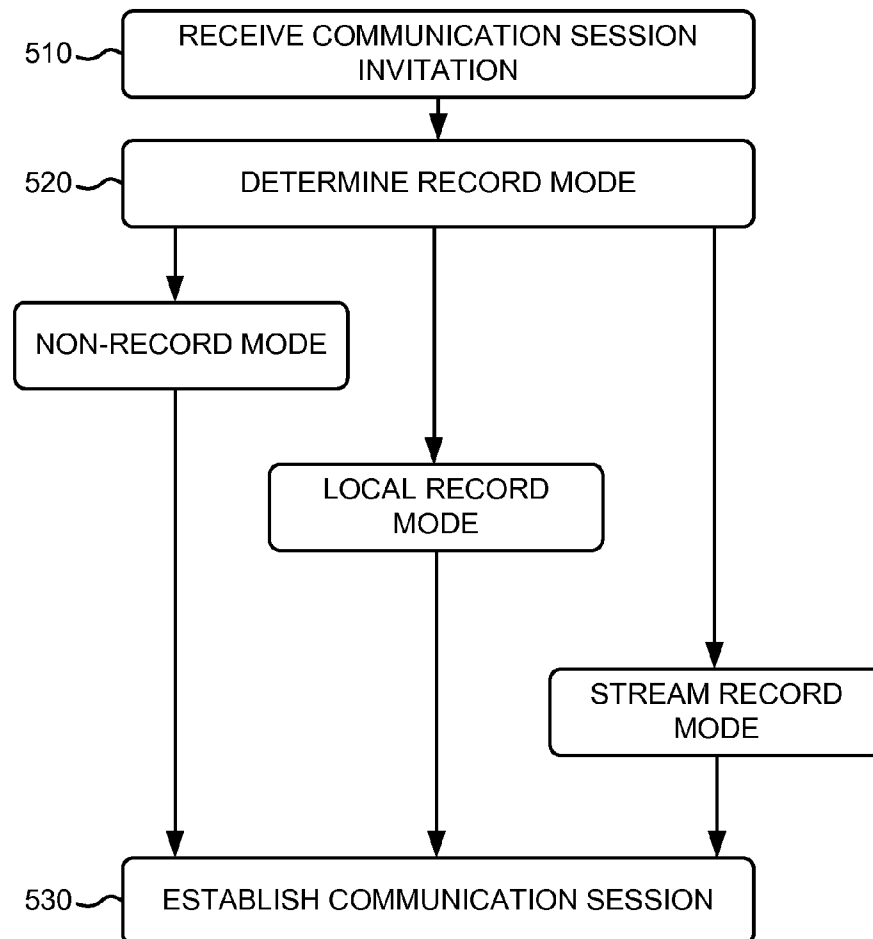 510
RECEIVE COMMUNICATION SESSION
INVITATION
520
DETERMINE RECORD MODE
NON-RECORD MODE
LOCAL RECORD
MODE
STREAM RECORD
MODE
530
ESTABLISH COMMUNICATION SESSION